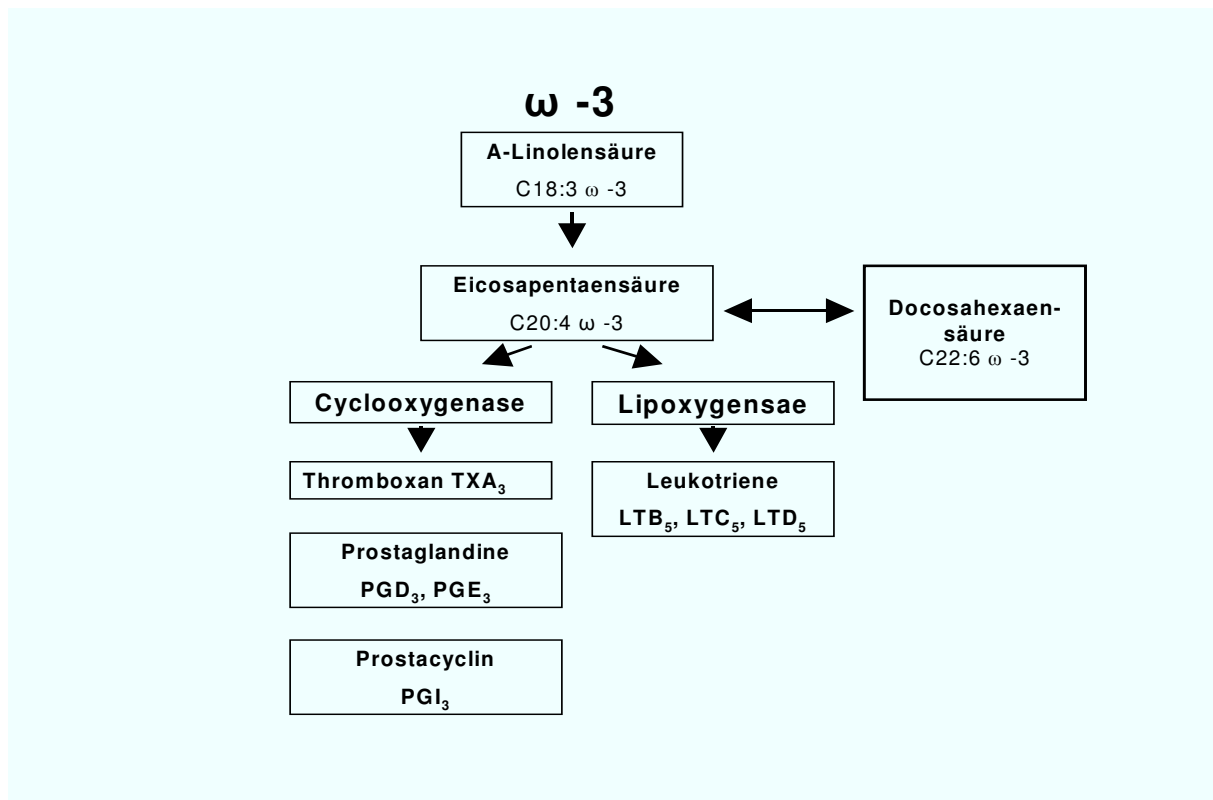 ω -3
A-Linolensäure
C18:3 ω -3
Eicosapentaensäure
C20:4 ω -3
Docosahexaen-
säure
C22:6 ω -3
Cyclooxygenase
Lipoxygensae
Thromboxan TXA₃
Leukotriene
LTB₅, LTC₅, LTD₅
Prostaglandine
PGD₃, PGE₃
Prostacyclin
PGI₃